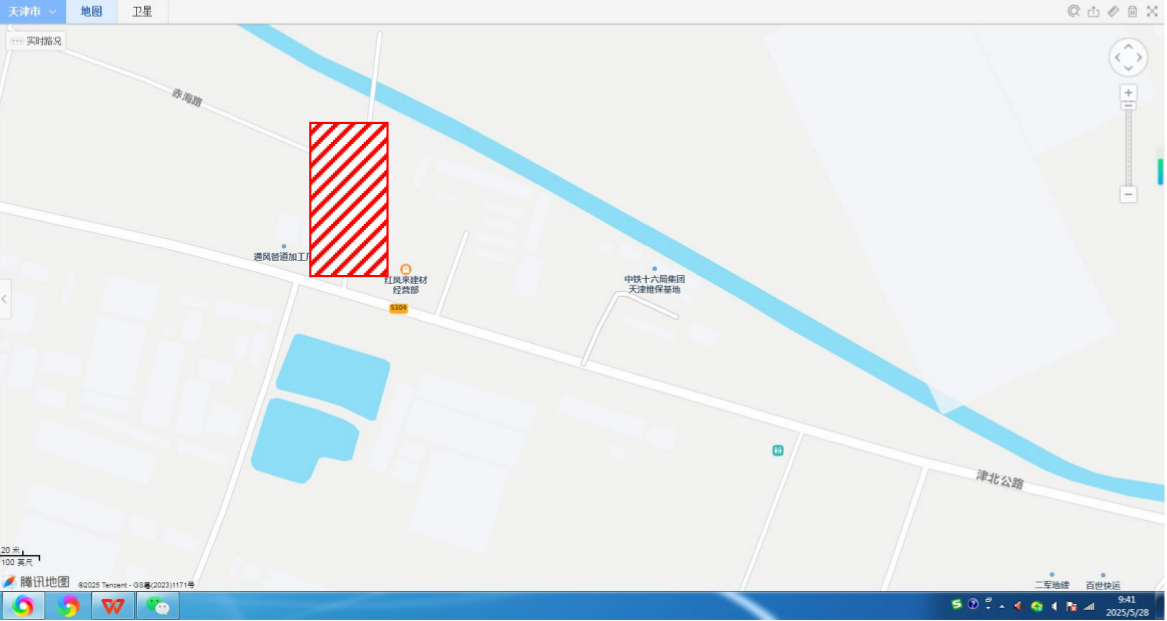 天津市
地图
卫星
实时路况
赤海路
通风管道加工厂
红凤来建材
经营部
S104
中铁十六局集团
天津维保基地
津北公路
20 米
100 英尺
腾讯地图
©2025 Tencent - GS粤(2023)1171号
二军地磅
百世快运
9:41
2025/5/28